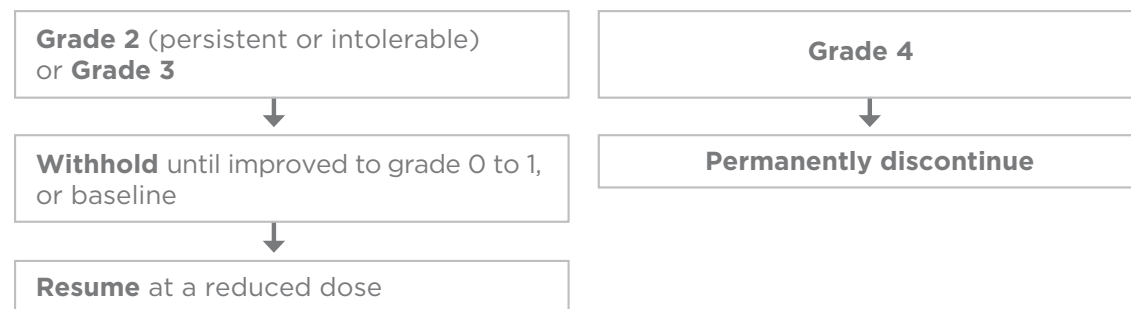 Grade 2 (persistent or intolerable)
or Grade 3
Withhold until improved to grade 0 to 1,
or baseline
Resume at a reduced dose
Grade 4
Permanently discontinue